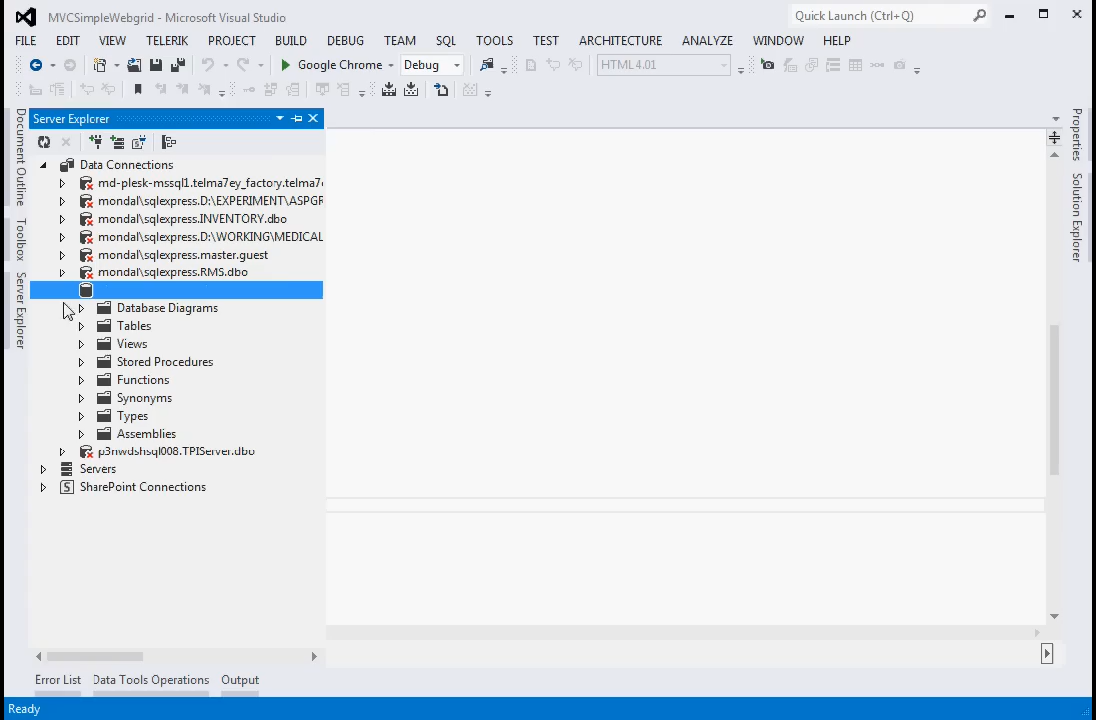 MVCSimpleWebgrid - Microsoft Visual Studio
Quick Launch (Ctrl+Q)
FILE EDIT VIEW TELERIK PROJECT BUILD DEBUG TEAM SQL TOOLS TEST ARCHITECTURE ANALYZE WINDOW HELP
Google Chrome Debug HTML 4.01
Server Explorer
Document Outline
Toolbox
Server Explorer
Data Connections
md-plesk-mssql1.telma7ey_factory.telma7e
mondal\sqlexpress.D:\EXPERIMENT\ASPGR
mondal\sqlexpress.INVENTORY.dbo
mondal\sqlexpress.D:\WORKING\MEDICAL
mondal\sqlexpress.master.guest
mondal\sqlexpress.RMS.dbo
Database Diagrams
Tables
Views
Stored Procedures
Functions
Synonyms
Types
Assemblies
p3nwdshsql008.TPIServer.dbo
Servers
SharePoint Connections
Properties
Solution Explorer
Error List Data Tools Operations Output
Ready